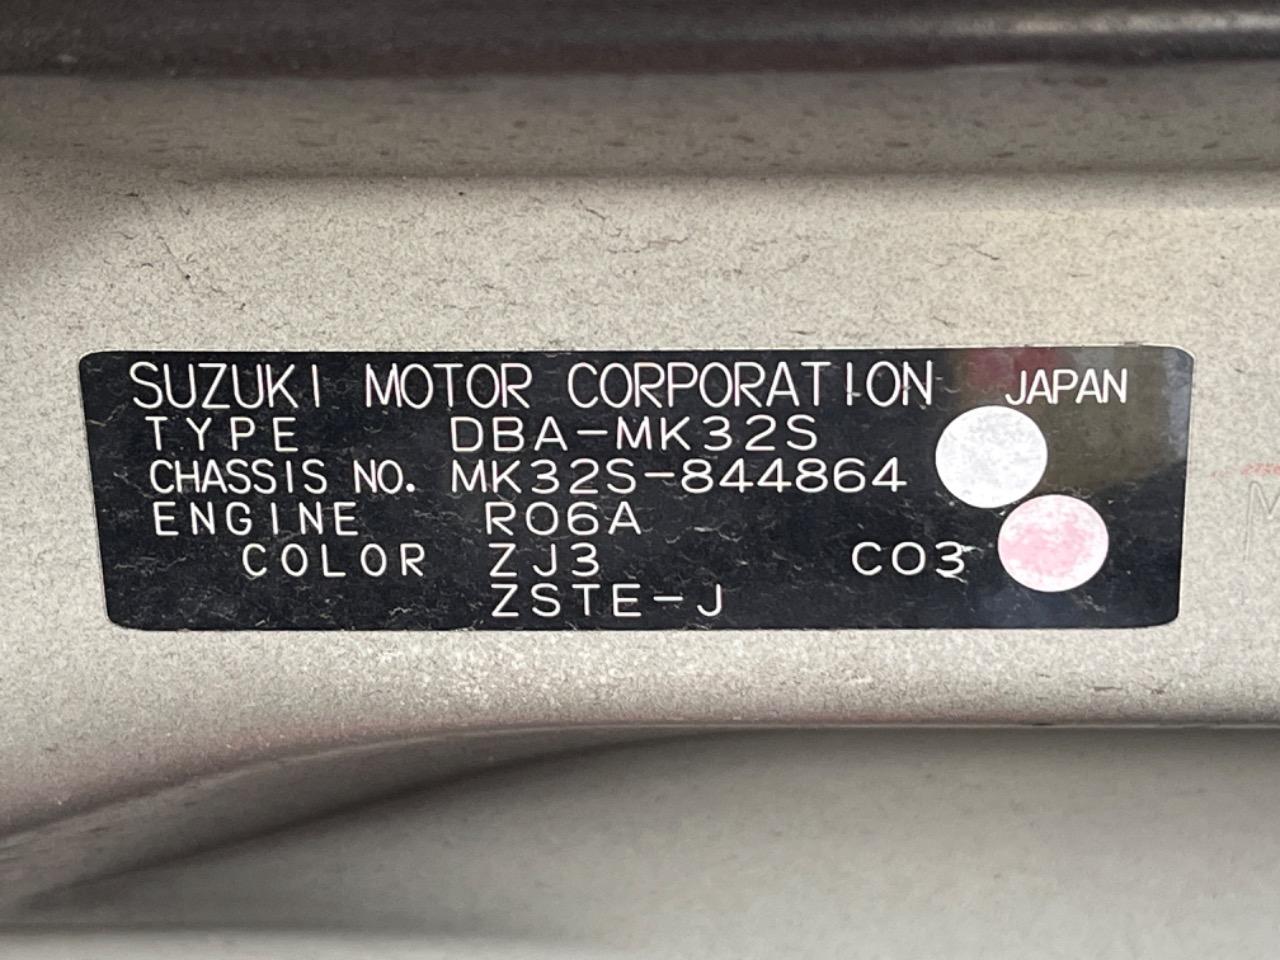 SUZUKI MOTOR CORPORATION JAPAN
TYPE DBA-MK32S
CHASSIS NO. MK32S-844864
ENGINE R06A
COLOR ZJ3 C03
ZSTE-J